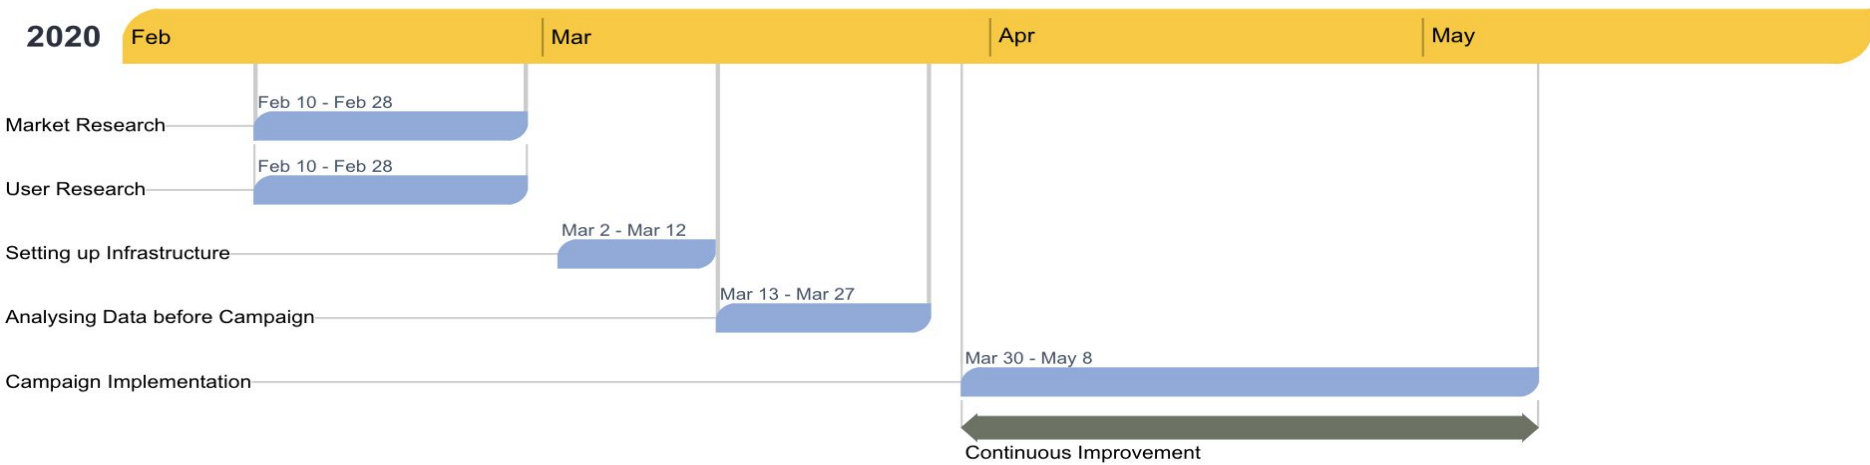 2020 Feb Mar Apr May
Feb 10 - Feb 28
Market Research
Feb 10 - Feb 28
User Research
Mar 2 - Mar 12
Setting up Infrastructure
Mar 13 - Mar 27
Analysing Data before Campaign
Mar 30 - May 8
Campaign Implementation
Continuous Improvement